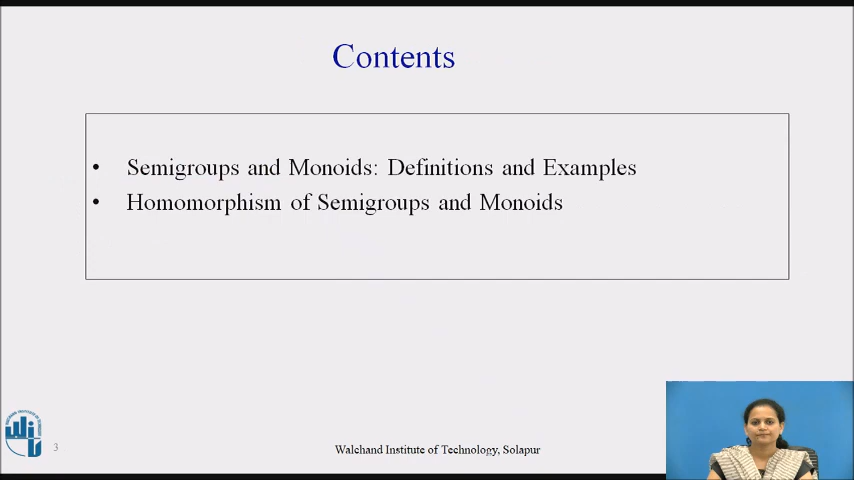 Contents
• Semigroups and Monoids: Definitions and Examples
• Homomorphism of Semigroups and Monoids
3
Walchand Institute of Technology, Solapur